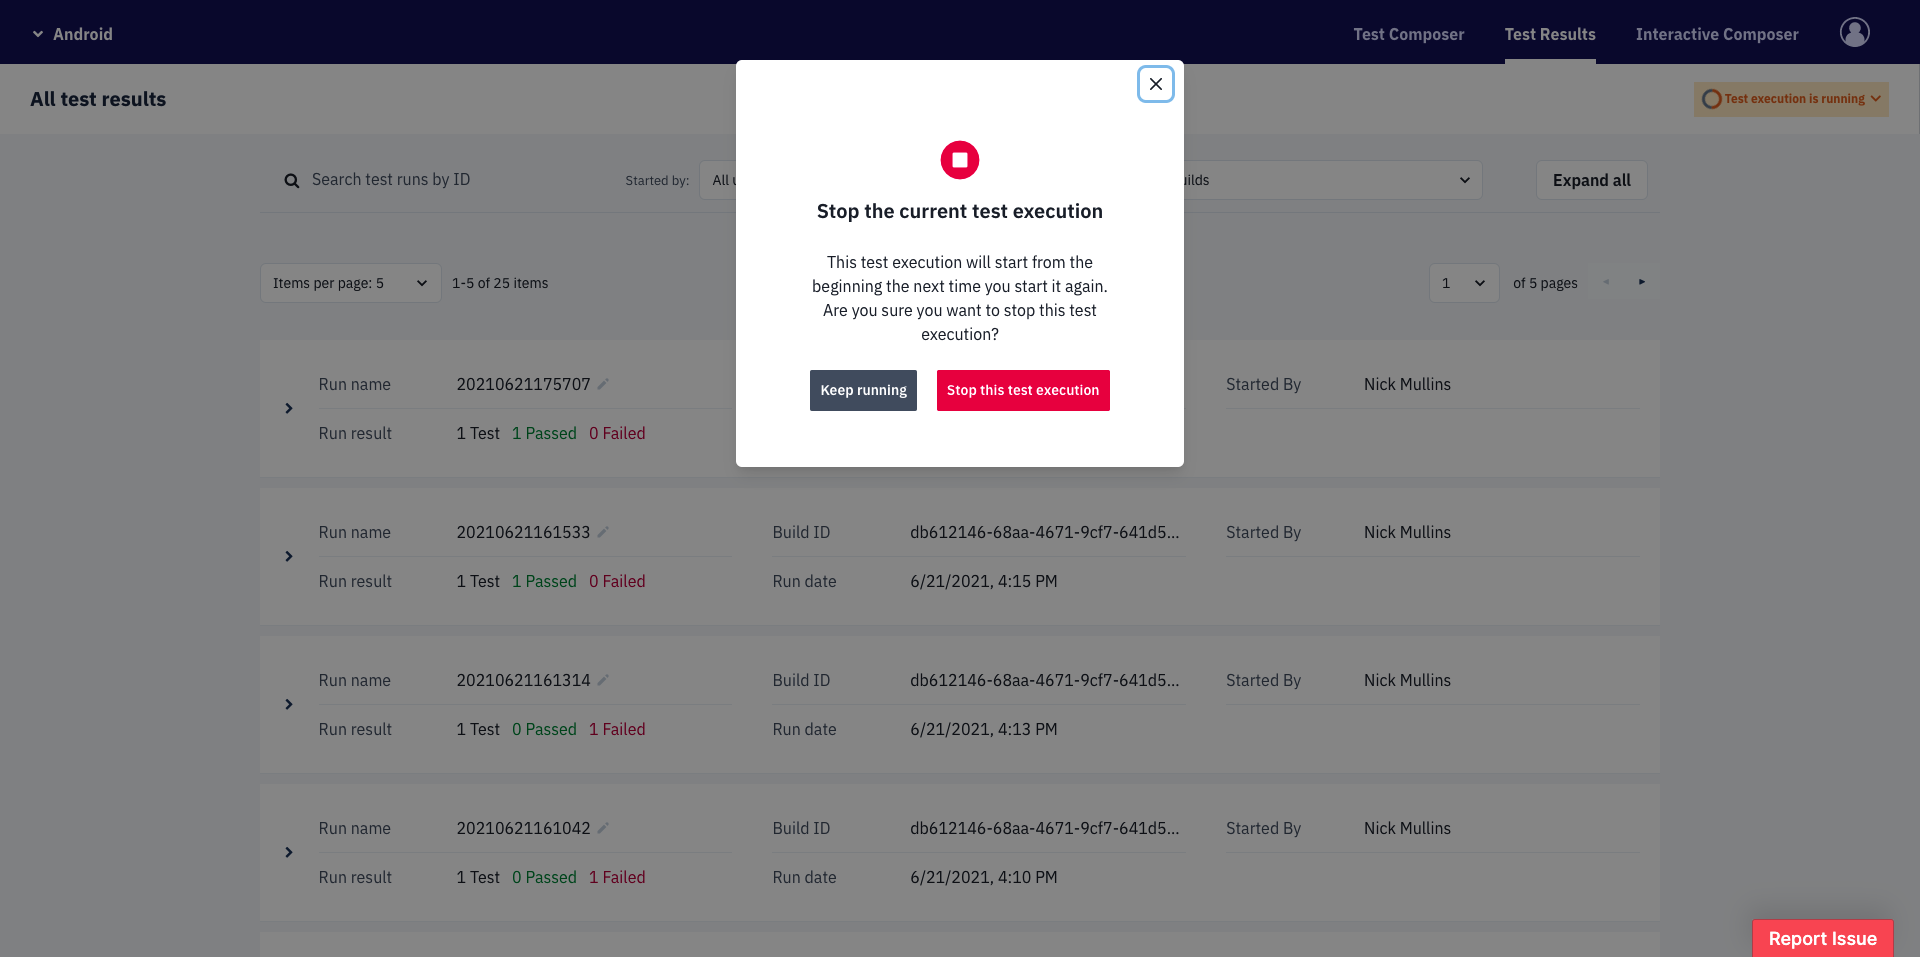 Android
Test Composer
Test Results
Interactive Composer
All test results
Test execution is running
Search test runs by ID
Started by:
All
Expand all
Items per page: 5
1-5 of 25 items
1
of 5 pages
Stop the current test execution
This test execution will start from the
beginning the next time you start it again.
Are you sure you want to stop this test
execution?
Keep running
Stop this test execution
Run name 20210621175707 Started By Nick Mullins
Run result 1 Test 1 Passed 0 Failed
Run name 20210621161533 Build ID db612146-68aa-4671-9cf7-641d5... Started By Nick Mullins
Run result 1 Test 1 Passed 0 Failed Run date 6/21/2021, 4:15 PM
Run name 20210621161314 Build ID db612146-68aa-4671-9cf7-641d5... Started By Nick Mullins
Run result 1 Test 0 Passed 1 Failed Run date 6/21/2021, 4:13 PM
Run name 20210621161042 Build ID db612146-68aa-4671-9cf7-641d5... Started By Nick Mullins
Run result 1 Test 0 Passed 1 Failed Run date 6/21/2021, 4:10 PM
Report Issue